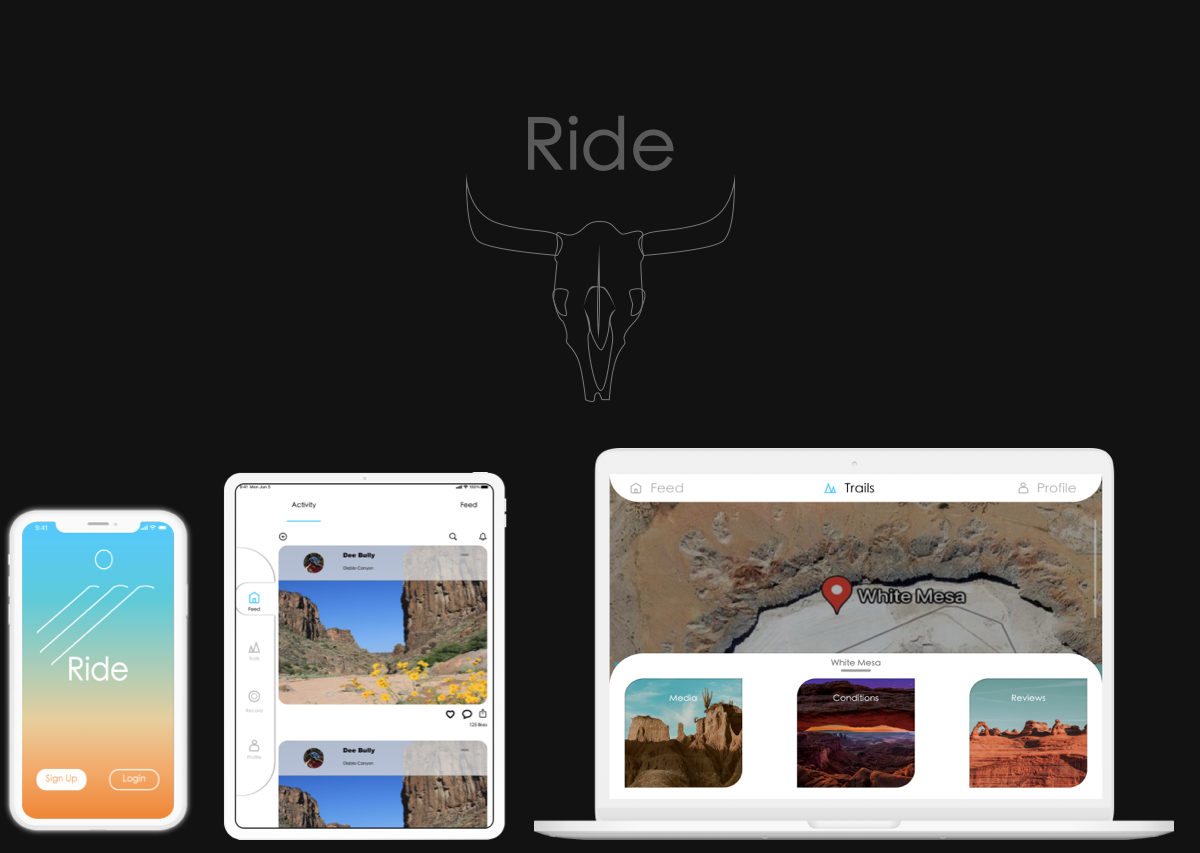 Ride
9:41
Ride
Sign Up
Login
9:41 Mon Jun 3
100%
Activity
Feed
Dee Bully
Diablo Canyon
Feed
Trails
Record
Profile
125 likes
Dee Bully
Diablo Canyon
Feed
Trails
Profile
White Mesa
White Mesa
Media
Conditions
Reviews